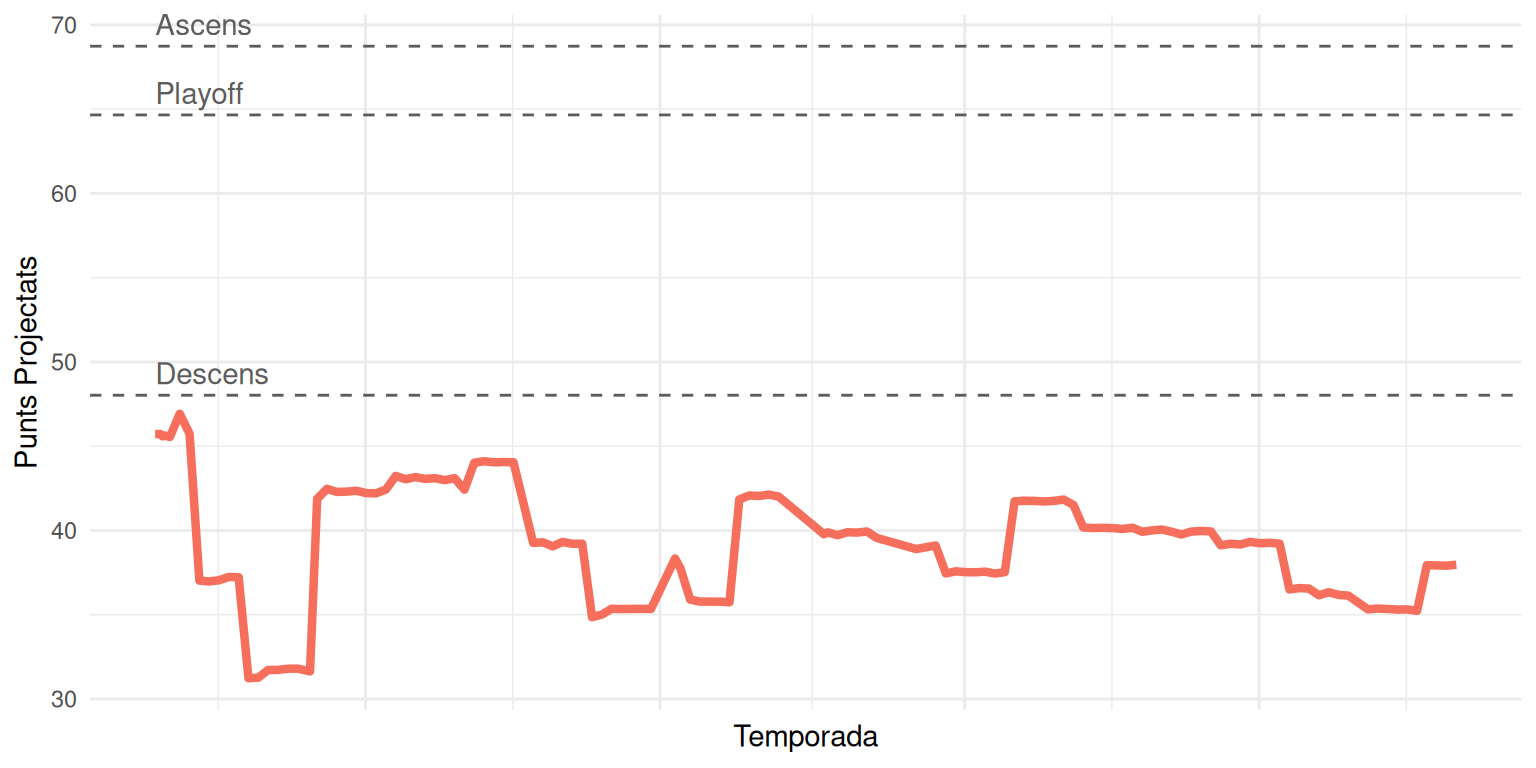 70
Ascens
Playoff
60
50
Descens
40
30
Punts Projectats
Temporada